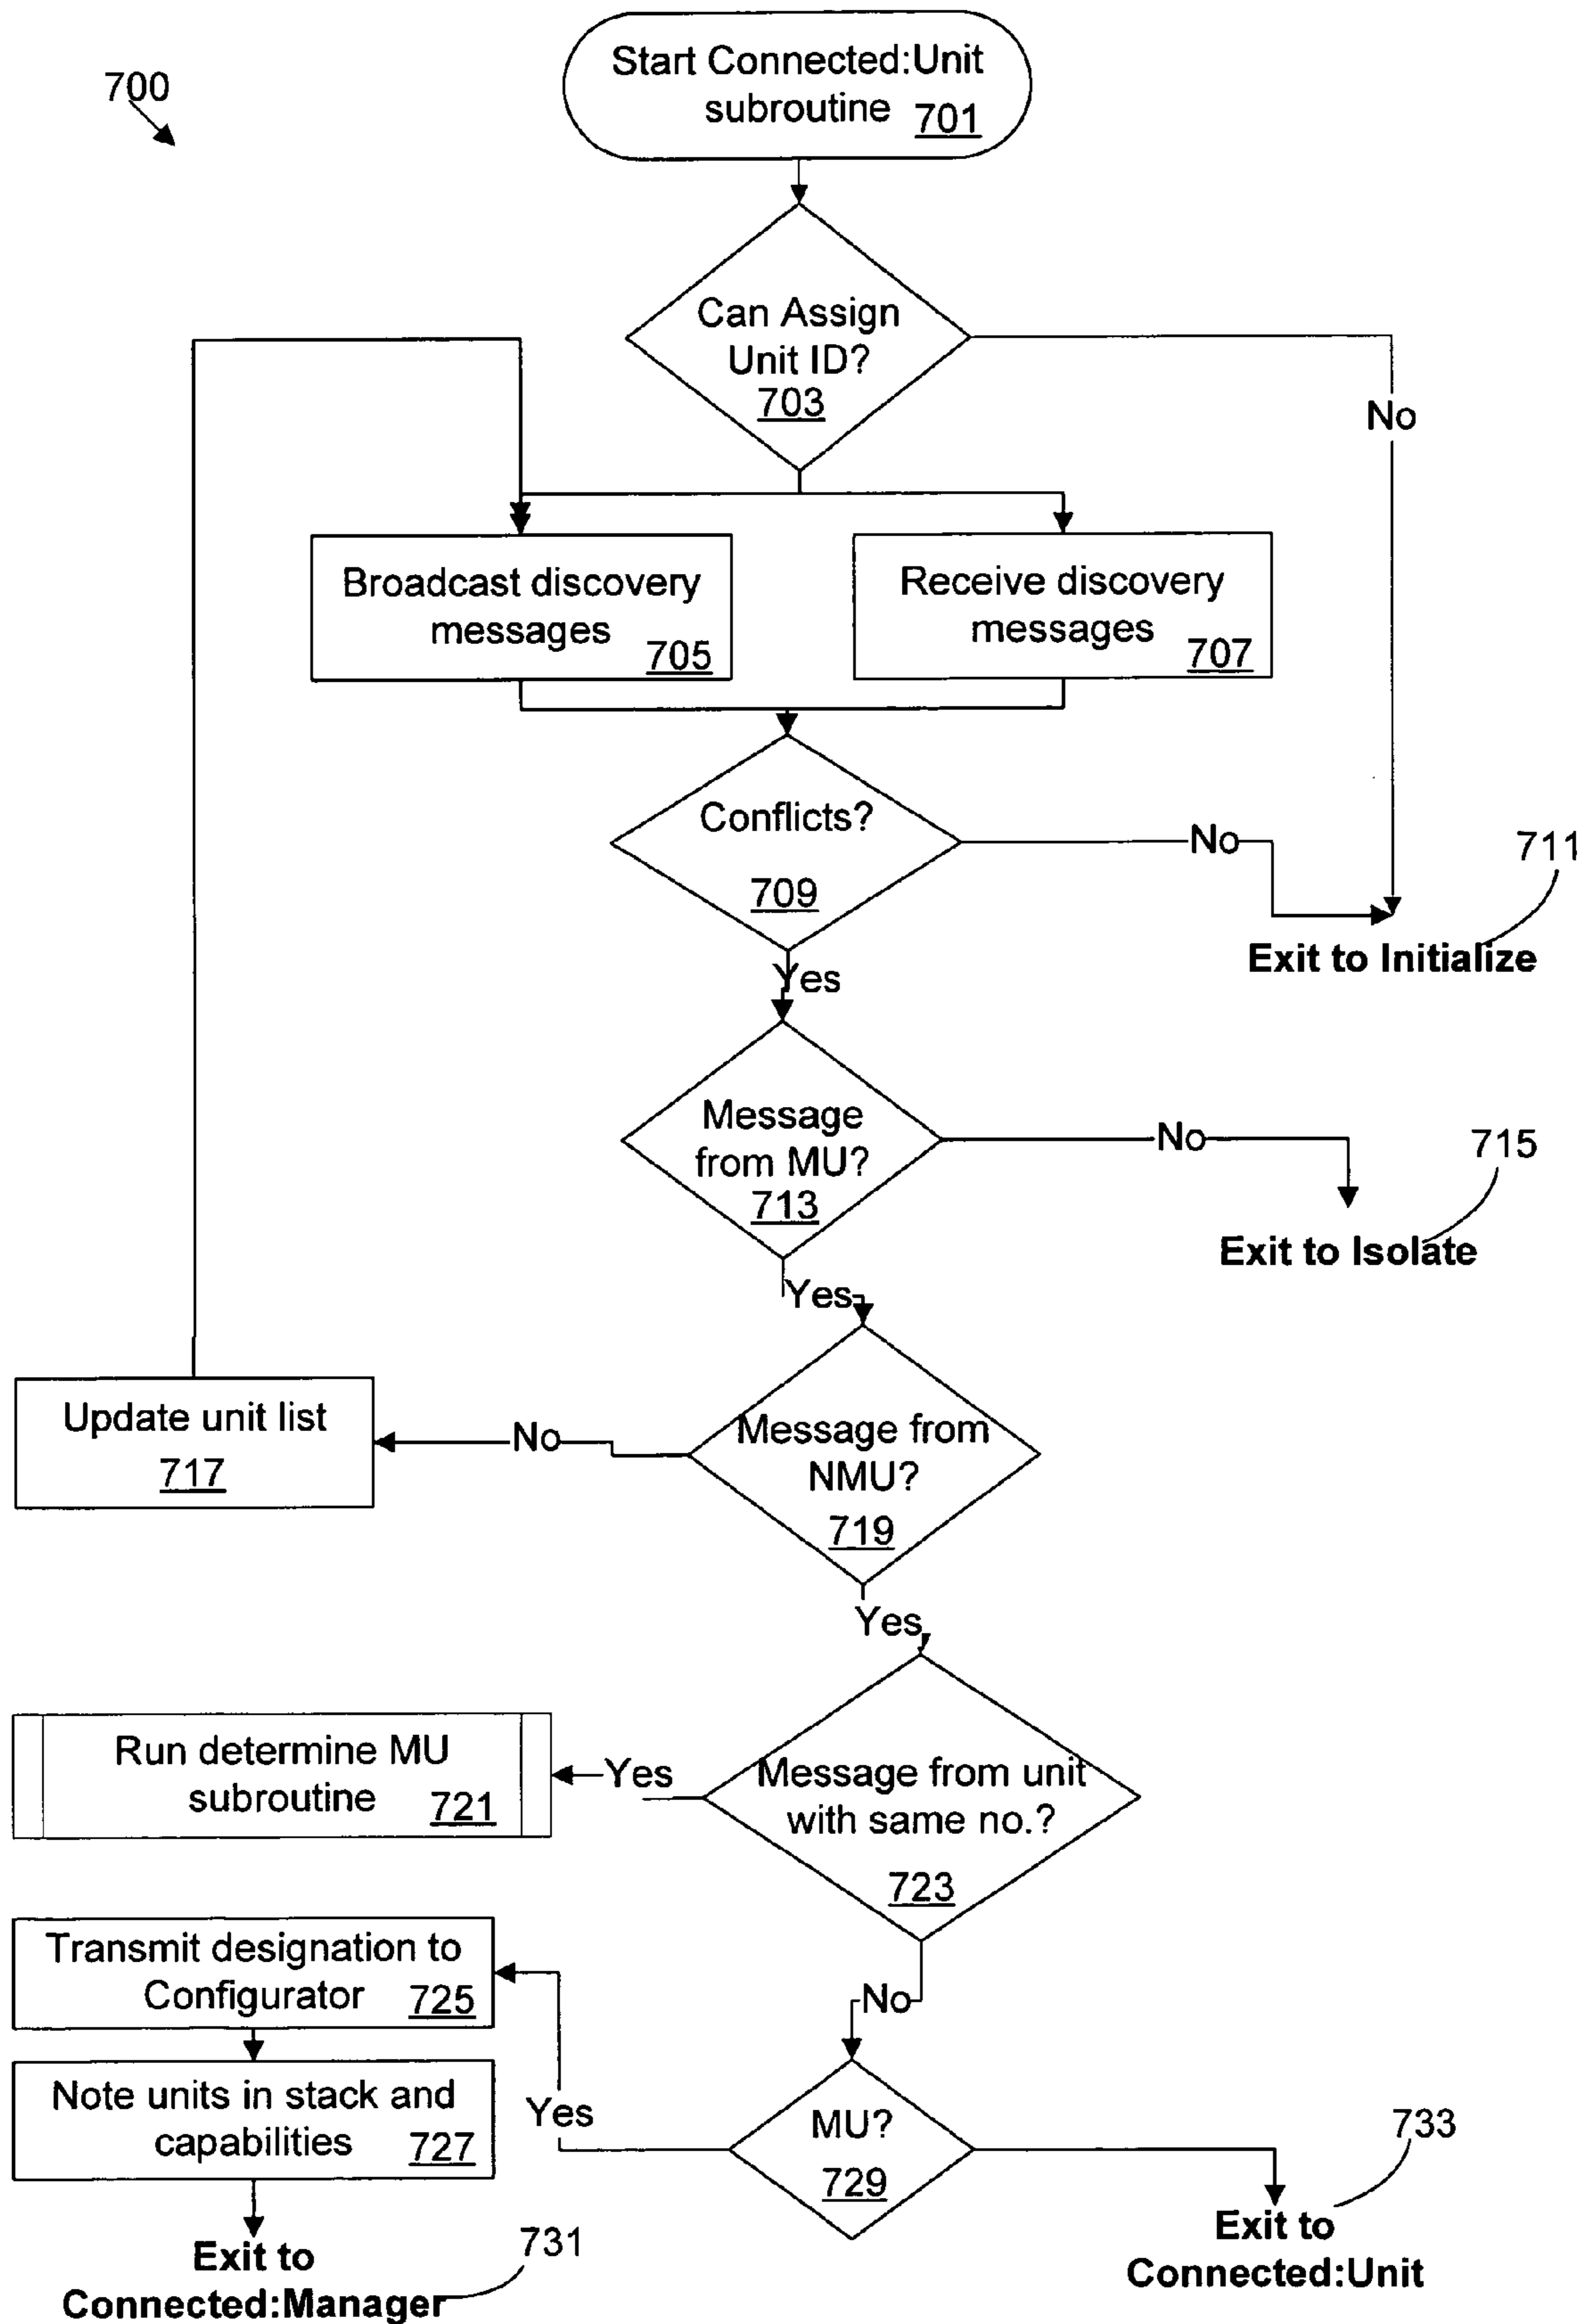 700
Start Connected:Unit
subroutine 701
Can Assign
Unit ID?
703
No
Broadcast discovery
messages
705
Receive discovery
messages
707
Conflicts?
709
No
711
Exit to Initialize
Yes
Message
from MU?
713
No
715
Exit to Isolate
Yes
Update unit list
717
No
Message from
NMU?
719
Yes
Run determine MU
subroutine 721
Yes
Message from unit
with same no.?
723
Transmit designation to
Configurator 725
No
Note units in stack and
capabilities 727
Yes
MU?
729
733
Exit to
Connected:Unit
731
Exit to
Connected:Manager